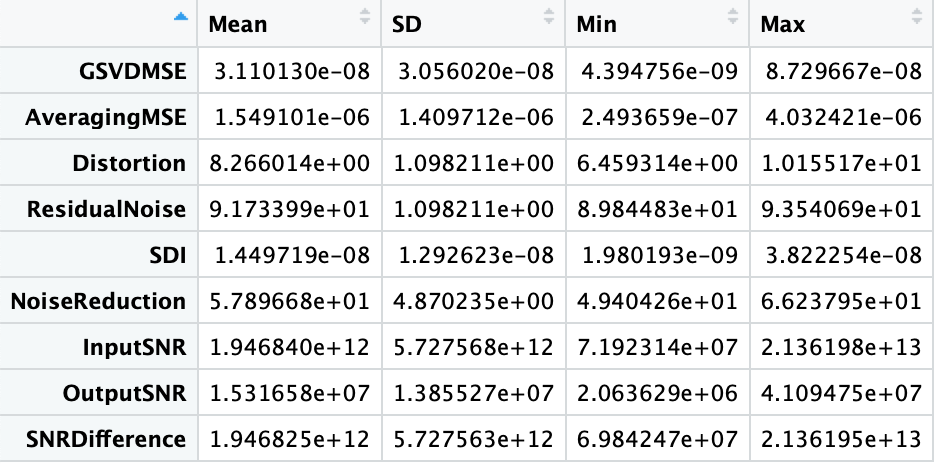 Mean SD Min Max
GSVDMSE 3.110130e-08 3.056020e-08 4.394756e-09 8.729667e-08
AveragingMSE 1.549101e-06 1.409712e-06 2.493659e-07 4.032421e-06
Distortion 8.266014e+00 1.098211e+00 6.459314e+00 1.015517e+01
ResidualNoise 9.173399e+01 1.098211e+00 8.984483e+01 9.354069e+01
SDI 1.449719e-08 1.292623e-08 1.980193e-09 3.822254e-08
NoiseReduction 5.789668e+01 4.870235e+00 4.940426e+01 6.623795e+01
InputSNR 1.946840e+12 5.727568e+12 7.192314e+07 2.136198e+13
OutputSNR 1.531658e+07 1.385527e+07 2.063629e+06 4.109475e+07
SNRDifference 1.946825e+12 5.727563e+12 6.984247e+07 2.136195e+13